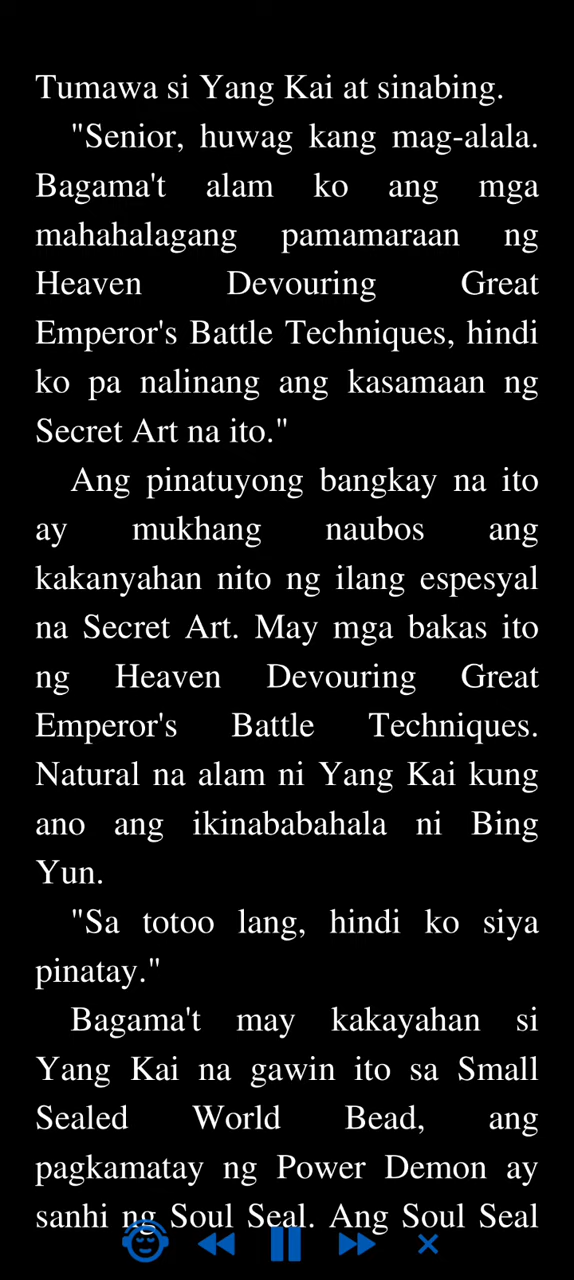 Tumawa si Yang Kai at sinabing.
"Senior, huwag kang mag-alala.
Bagama't alam ko ang mga
mahahalagang pamamaraan ng
Heaven Devouring Great
Emperor's Battle Techniques, hindi
ko pa nalinang ang kasamaan ng
Secret Art na ito."
Ang pinatuyong bangkay na ito
ay mukhang naubos ang
kakanyahan nito ng ilang espesyal
na Secret Art. May mga bakas ito
ng Heaven Devouring Great
Emperor's Battle Techniques.
Natural na alam ni Yang Kai kung
ano ang ikinababahala ni Bing
Yun.
"Sa totoo lang, hindi ko siya
pinatay."
Bagama't may kakayahan si
Yang Kai na gawin ito sa Small
Sealed World Bead, ang
pagkamatay ng Power Demon ay
sanhi ng Soul Seal. Ang Soul Seal